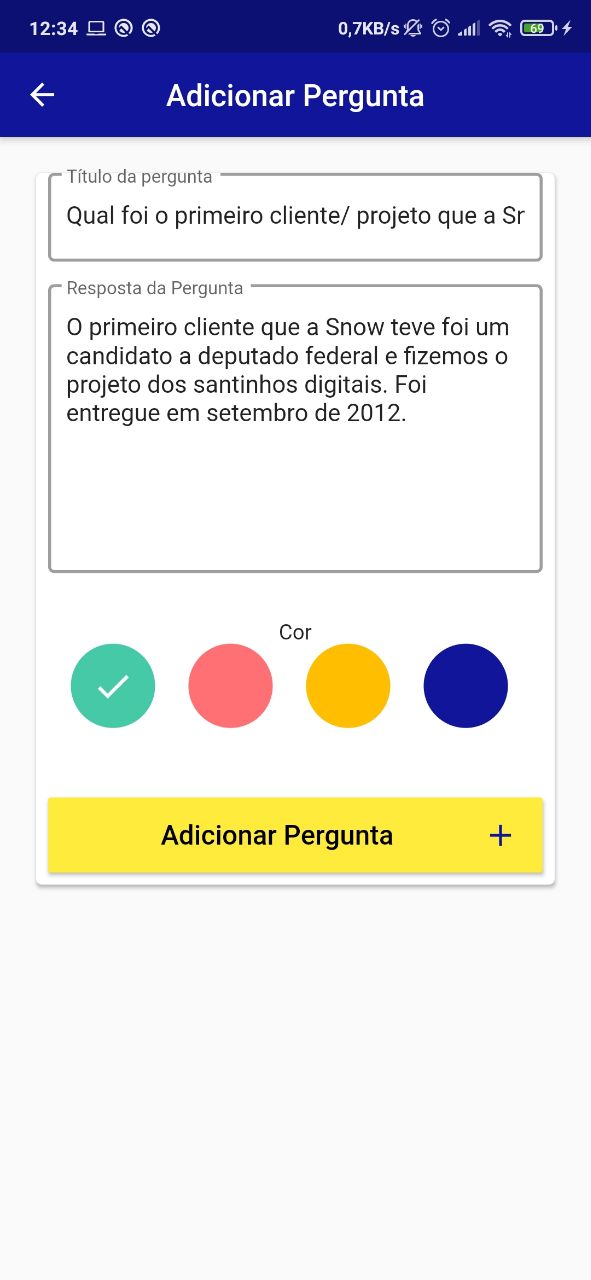 12:34
0,7KB/s
69
Adicionar Pergunta
Título da pergunta
Qual foi o primeiro cliente/ projeto que a
Resposta da Pergunta
O primeiro cliente que a Snow teve foi um
candidato a deputado federal e fizemos o
projeto dos santinhos digitais. Foi
entregue em setembro de 2012.
Cor
Adicionar Pergunta +